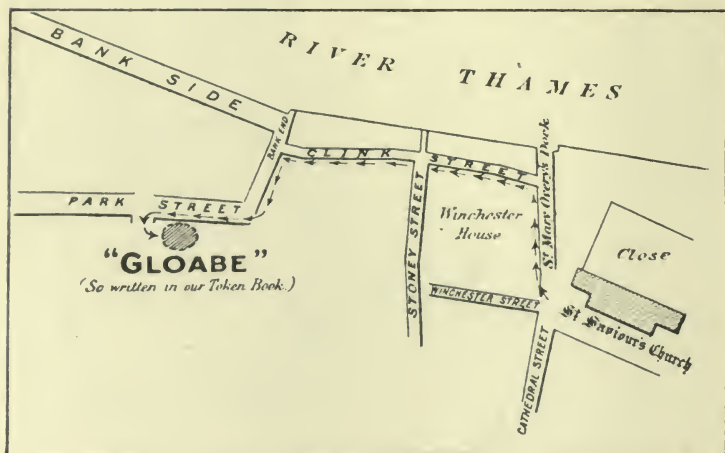 RIVER THAMES
BANK SIDE
BANK END
CLINK STREET
St. Mary Overy's Dock
PARK STREET
STONEY STREET
Winchester
House
Close
"GLOABE"
(So written in our Token Book.)
WINCHESTER STREET
St Saviour's Church
CATHEDRAL STREET